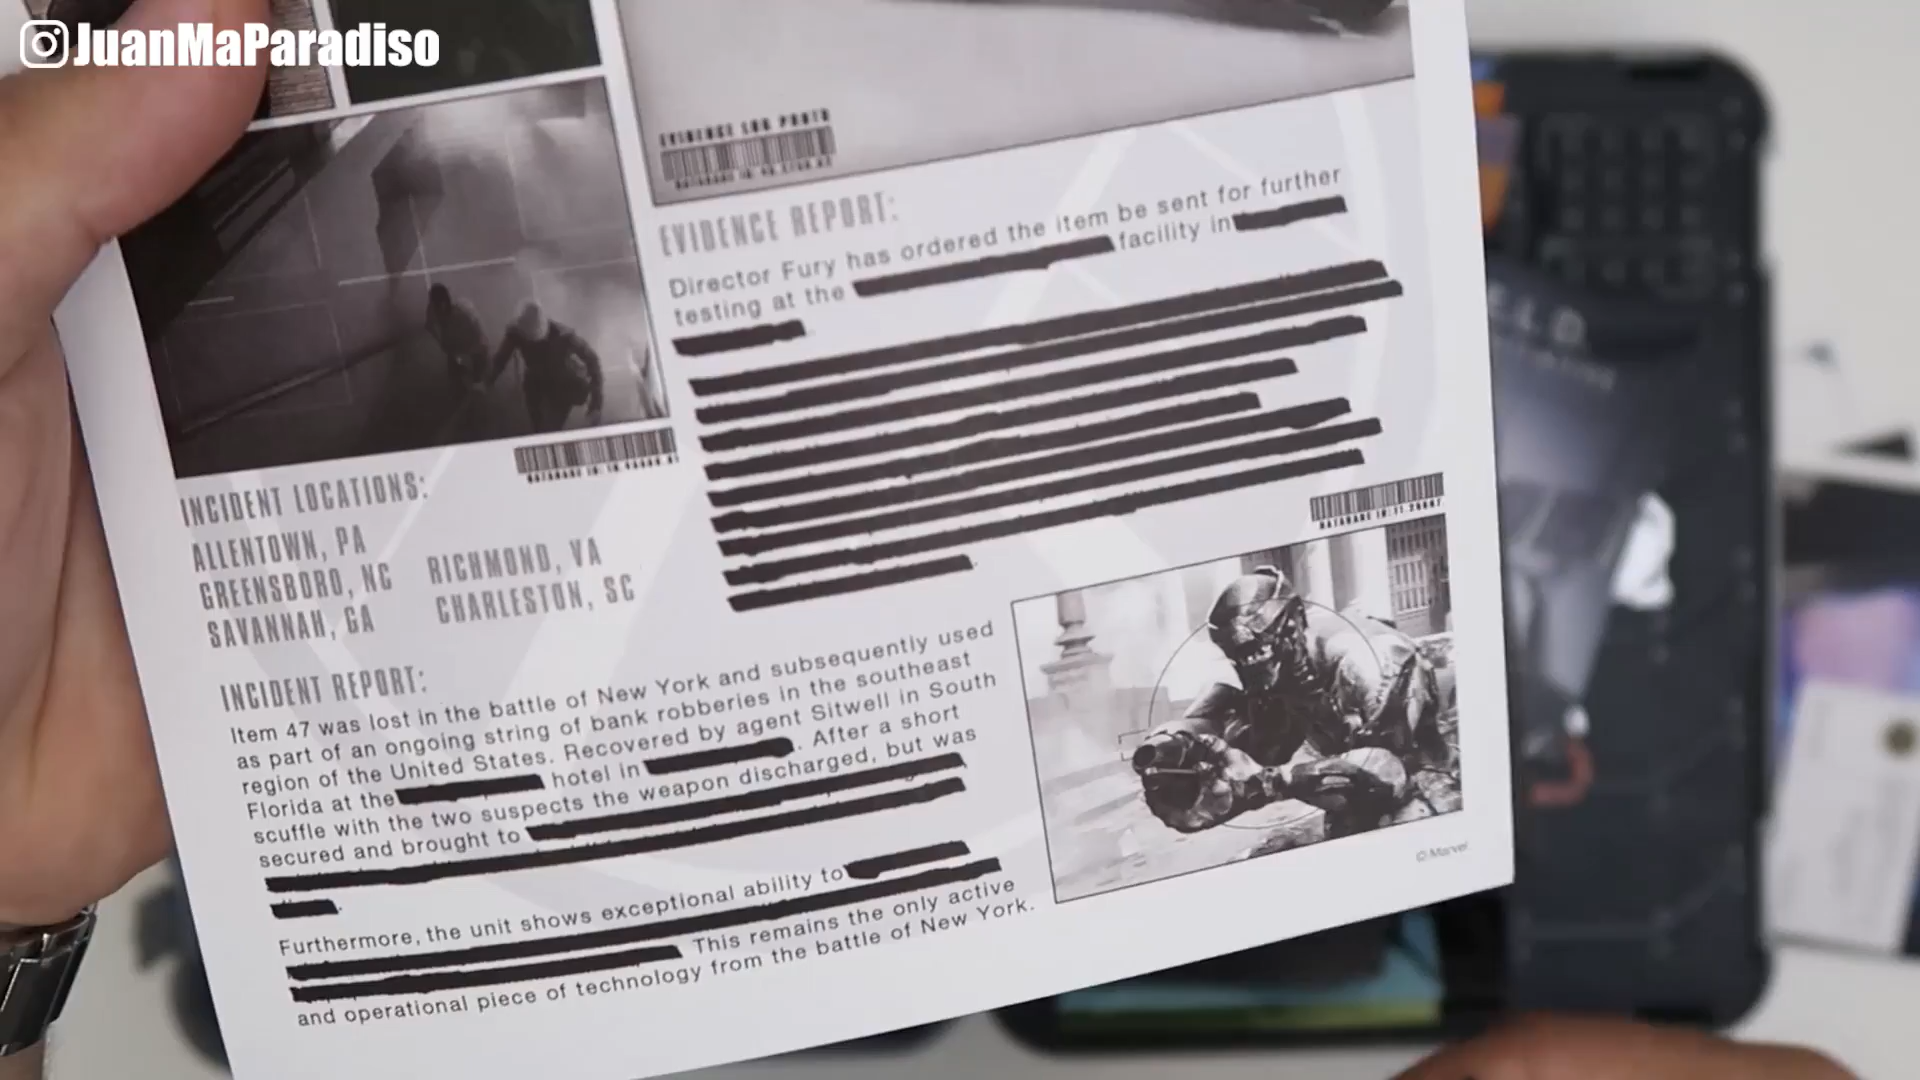 JuanMaParadiso
EVIDENCE LOG PHOTO
EVIDENCE REPORT:
Director Fury has ordered the item be sent for further
testing at the facility in
INCIDENT LOCATIONS:
ALLENTOWN, PA
GREENSBORO, NC
SAVANNAH, GA
RICHMOND, VA
CHARLESTON, SC
INCIDENT REPORT:
Item 47 was lost in the battle of New York and subsequently used
as part of an ongoing string of bank robberies in the southeast
region of the United States. Recovered by agent Sitwell in South
Florida at the hotel in . After a short
scuffle with the two suspects the weapon discharged, but was
secured and brought to
.
Furthermore, the unit shows exceptional ability to
This remains the only active
and operational piece of technology from the battle of New York.
DATABASE ID:
© Marvel